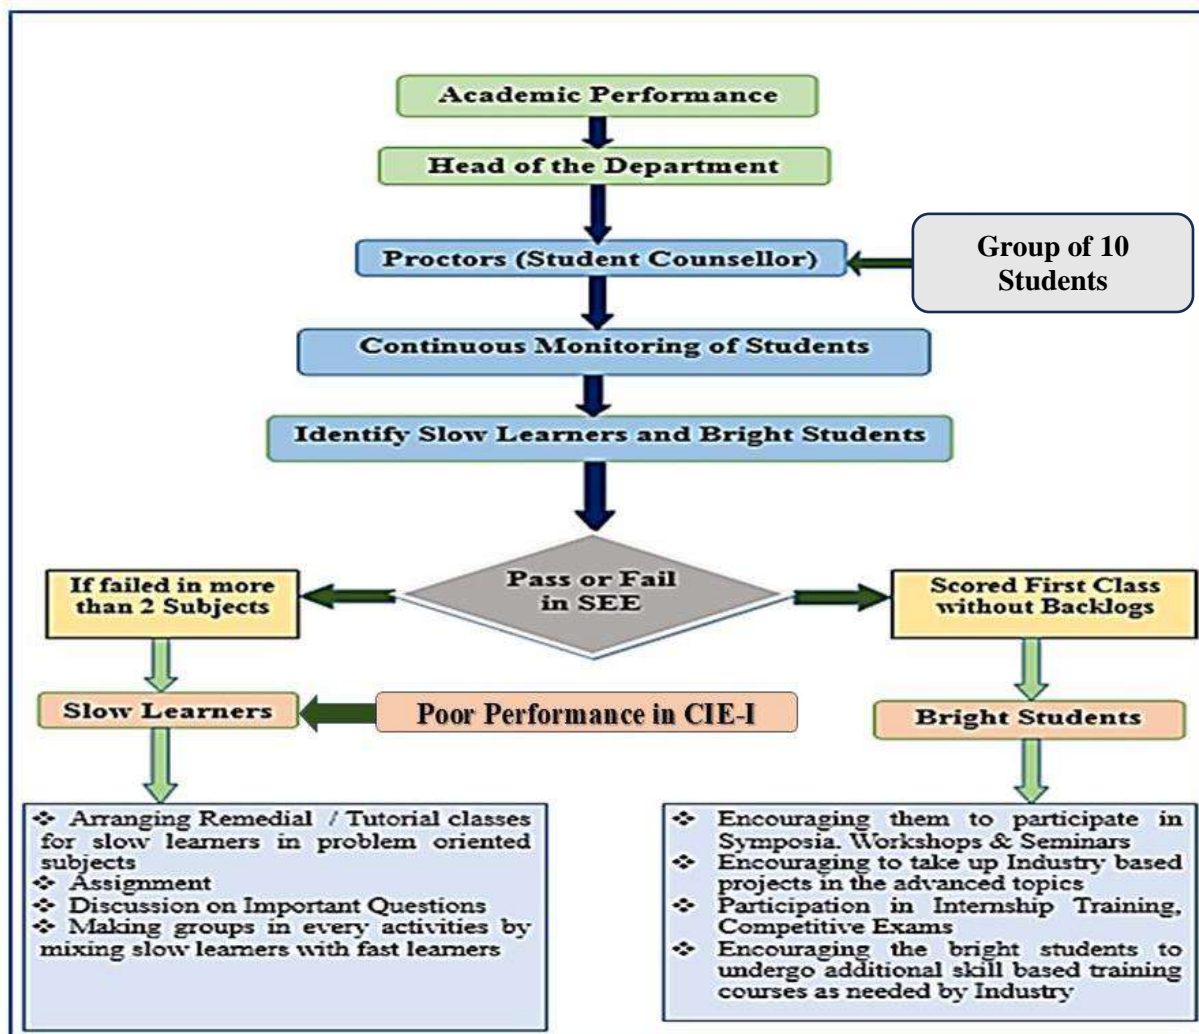 Academic Performance
Head of the Department
Proctors (Student Counsellor)
Group of 10
Students
Continuous Monitoring of Students
Identify Slow Learners and Bright Students
Pass or Fail
in SEE
If failed in more
than 2 Subjects
Scored First Class
without Backlogs
Slow Learners
Poor Performance in CIE-I
Bright Students
❖ Arranging Remedial / Tutorial classes
for slow learners in problem oriented
subjects
❖ Assignment
❖ Discussion on Important Questions
❖ Making groups in every activities by
mixing slow learners with fast learners
❖ Encouraging them to participate in
Symposia. Workshops & Seminars
❖ Encouraging to take up Industry based
projects in the advanced topics
❖ Participation in Internship Training,
Competitive Exams
❖ Encouraging the bright students to
undergo additional skill based training
courses as needed by Industry